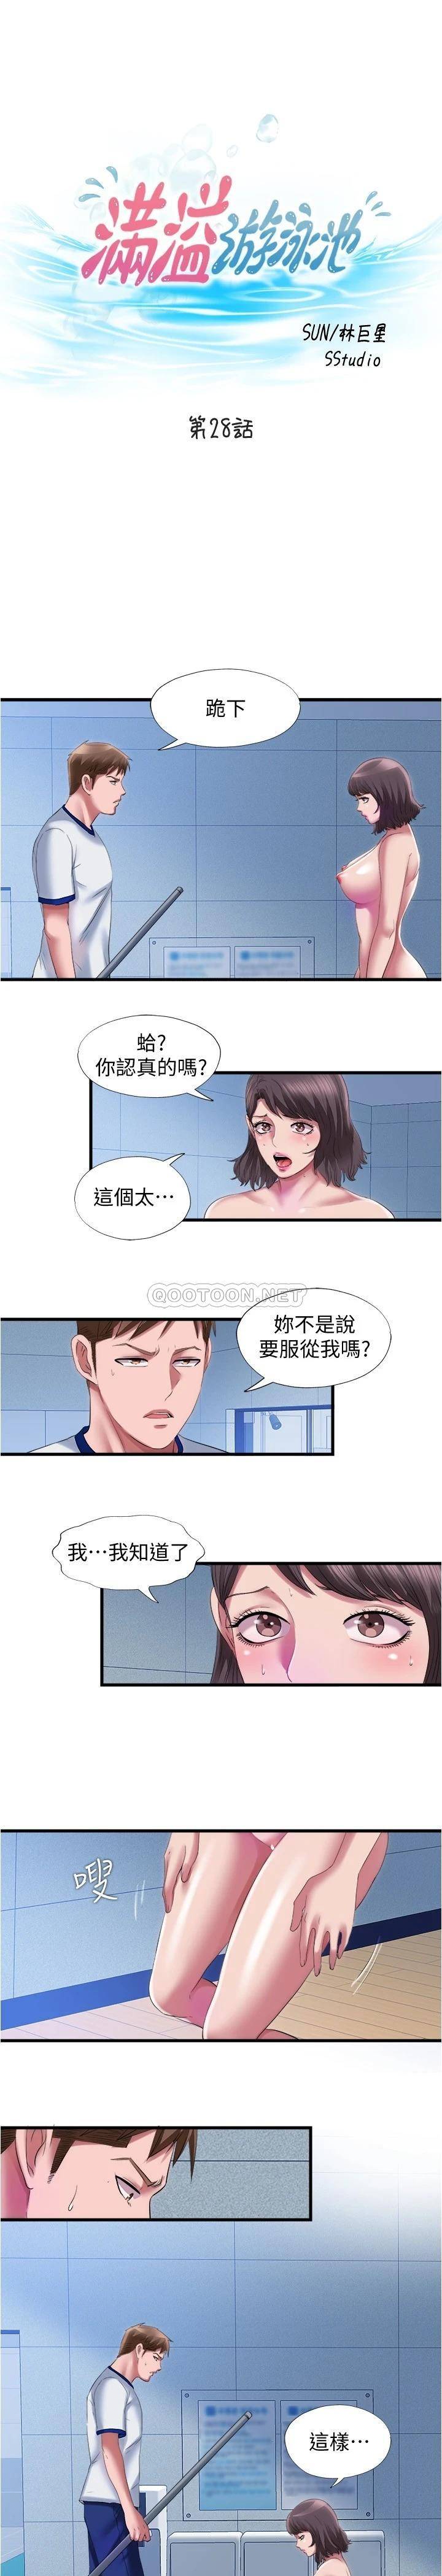 滿溢游泳池
SUN/林巨星
SStudio
第28話
跪下
蛤?
你認真的嗎?
這個太…
QOOTOON.NET
妳不是說
要服從我嗎?
我…我知道了
嗖
這樣…